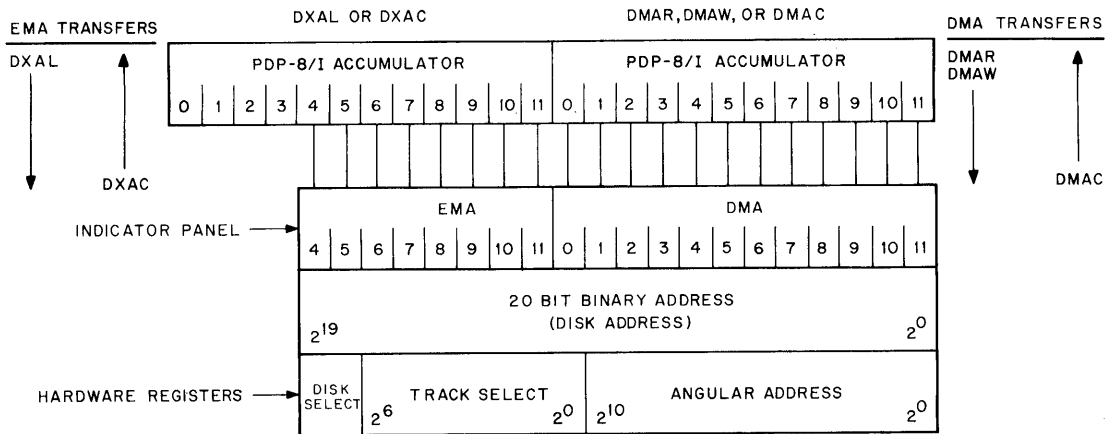 DXAL OR DXAC DMAR, DMAW, OR DMAC
EMA TRANSFERS DMA TRANSFERS
DXAL PDP-8/I ACCUMULATOR PDP-8/I ACCUMULATOR DMAR
DMAW
0 1 2 3 4 5 6 7 8 9 10 11 0 1 2 3 4 5 6 7 8 9 10 11
DXAC DMAC
EMA DMA
INDICATOR PANEL
4 5 6 7 8 9 10 11 0 1 2 3 4 5 6 7 8 9 10 11
20 BIT BINARY ADDRESS
(DISK ADDRESS)
2^19 2^0
HARDWARE REGISTERS DISK SELECT TRACK SELECT ANGULAR ADDRESS
2^6 2^0 2^10 2^0